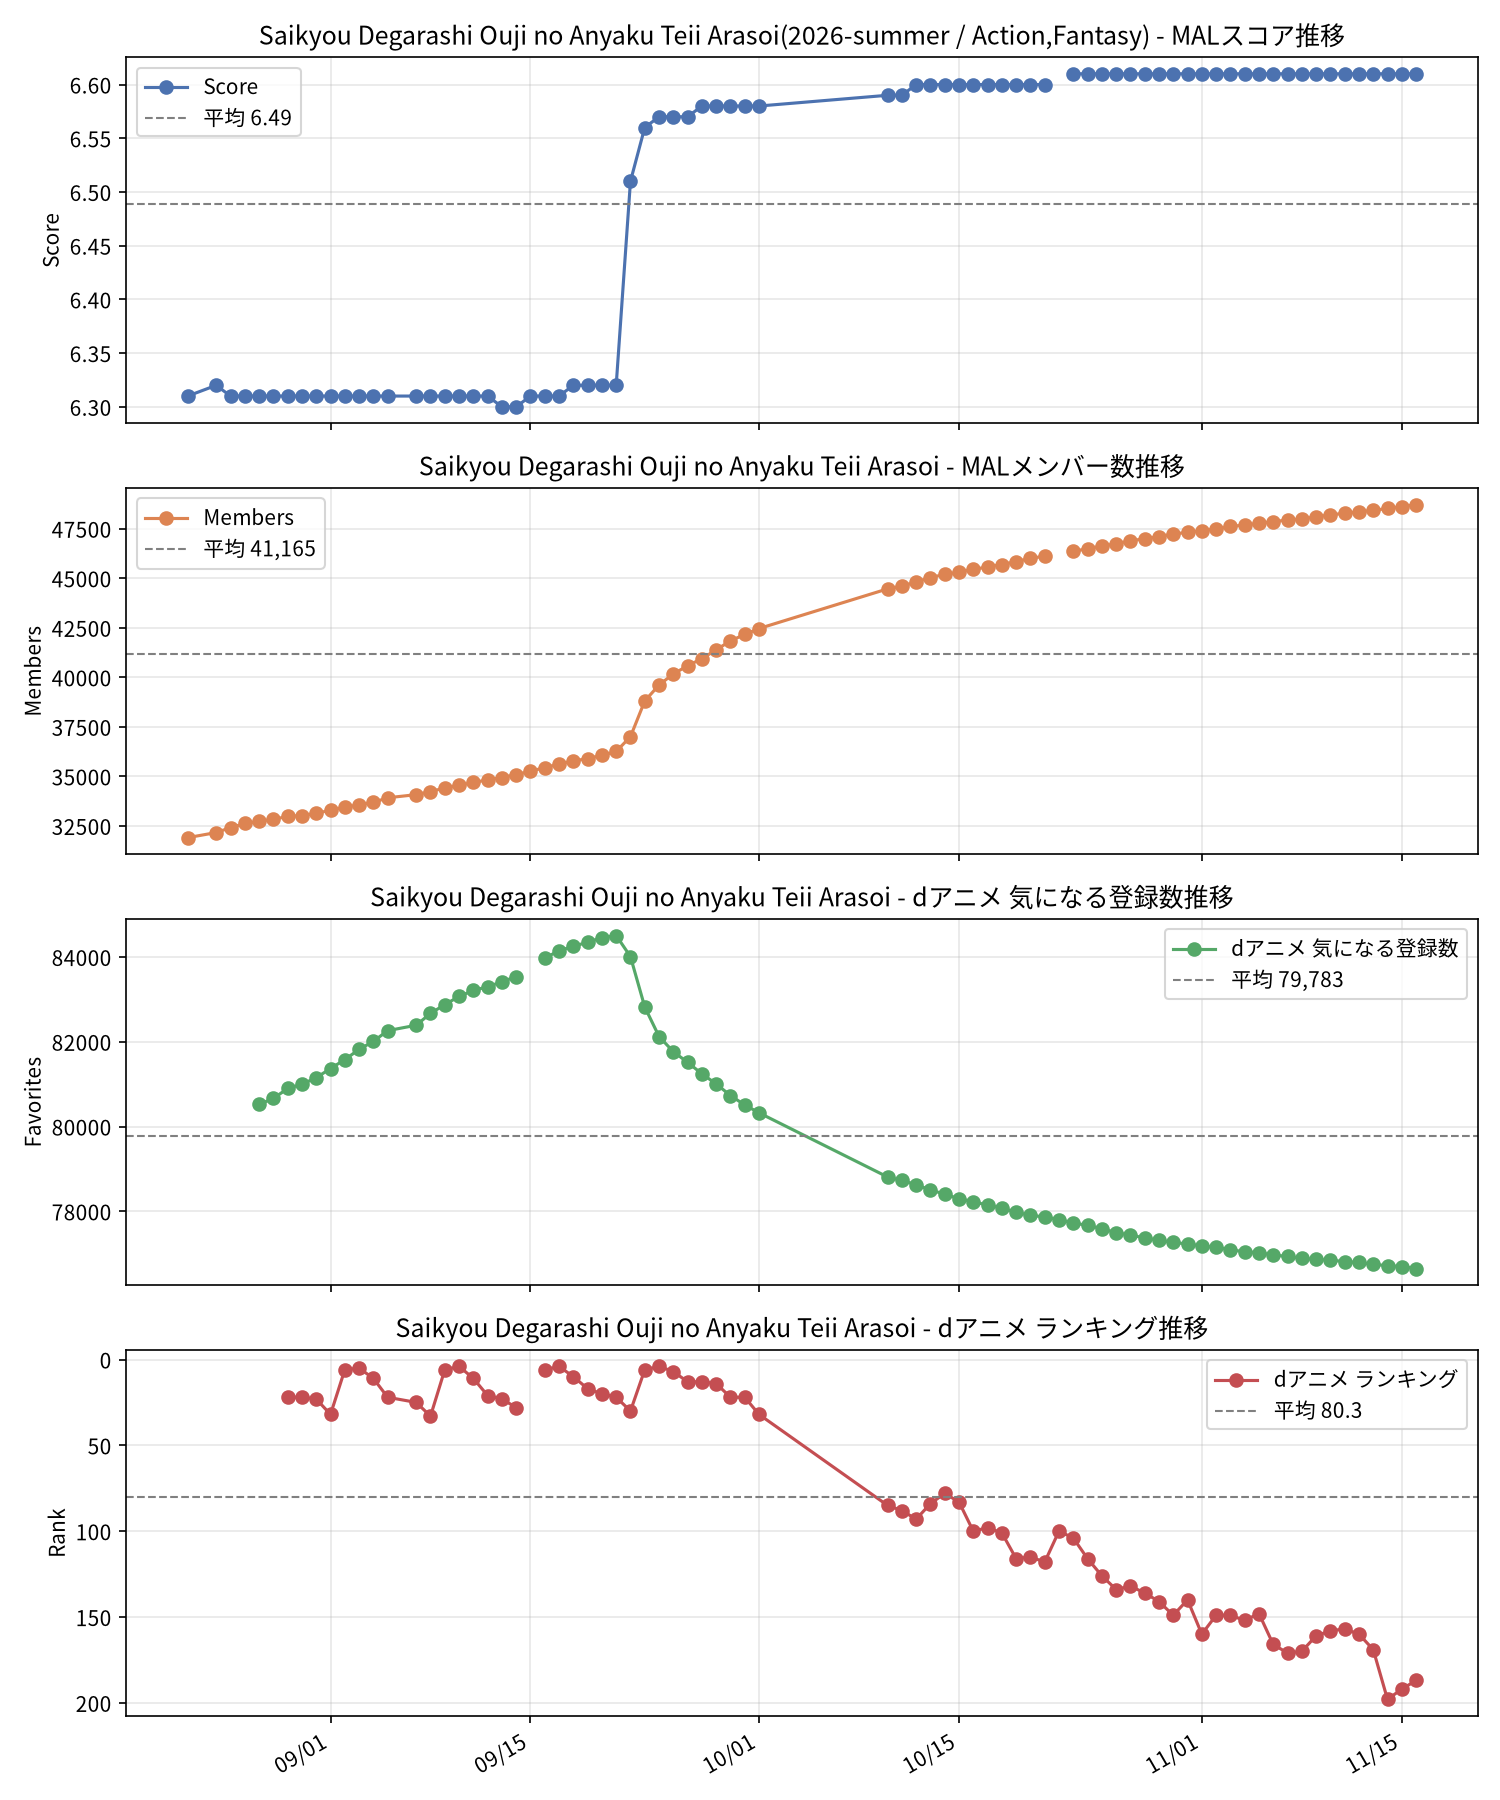 Saikyou Degarashi Ouji no Anyaku Teii Arasoi(2026-summer / Action,Fantasy) - MALスコア推移
Score
平均 6.49
Score
6.60
6.55
6.50
6.45
6.40
6.35
6.30
Saikyou Degarashi Ouji no Anyaku Teii Arasoi - MALメンバー数推移
Members
平均 41,165
Members
47500
45000
42500
40000
37500
35000
32500
Saikyou Degarashi Ouji no Anyaku Teii Arasoi - dアニメ 気になる登録数推移
dアニメ 気になる登録数
平均 79,783
Favorites
84000
82000
80000
78000
Saikyou Degarashi Ouji no Anyaku Teii Arasoi - dアニメ ランキング推移
dアニメ ランキング
平均 80.3
Rank
0
50
100
150
200
09/01
09/15
10/01
10/15
11/01
11/15